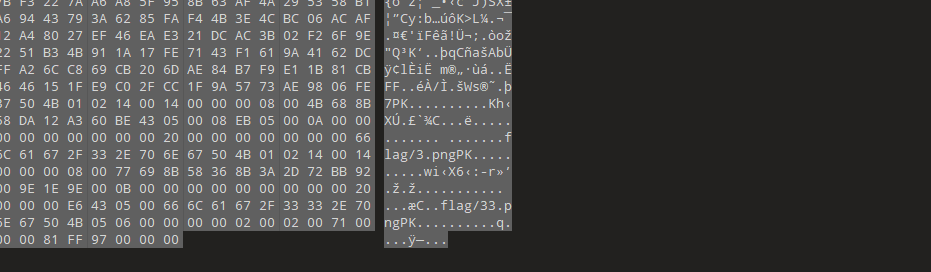 7B F3 22 7A A6 A8 5F 95 8B 63 AF 4A 29 53 58 B1 {ó"z¦¨_•‹c¯J)SX±
A6 94 43 79 3A 62 85 FA F4 4B 3E 4C BC 06 AC AF ¦”Cy:b…úôK>L¼.¬¯
12 A4 80 27 EF 46 EA E3 21 DC AC 3B 02 F2 6F 9E .¤€'ïFêã!Ü¬;.òož
22 51 B3 4B 91 1A 17 FE 71 43 F1 61 9A 41 62 DC "Q³K‘..þqCñašAbÜ
FF A2 6C C8 69 CB 20 6D AE 84 B7 F9 E1 1B 81 CB ÿ¢lÈiË m®„·ùá..Ë
46 46 15 1F E9 C0 2F CC 1F 9A 57 73 AE 98 06 FE FF..éÀ/Ì.šWs®˜.þ
37 50 4B 01 02 14 00 14 00 00 00 08 00 4B 68 8B 7PK..........Kh‹
58 DA 12 A3 60 BE 43 05 00 08 EB 05 00 0A 00 00 XÚ.£`¾C...ë.....
00 00 00 00 00 20 00 00 00 00 00 00 00 00 00 66 ..... .........f
6C 61 67 2F 33 2E 70 6E 67 50 4B 01 02 14 00 14 lag/3.pngPK.....
00 00 00 08 00 77 69 8B 58 36 8B 3A 2D 72 BB 92 .....wi‹X6‹:-r»’
00 9E 1E 9E 00 0B 00 00 00 00 00 00 00 00 00 20 .ž.ž...........
00 00 00 E6 43 05 00 66 6C 61 67 2F 33 33 2E 70 ...æC..flag/33.p
6E 67 50 4B 05 06 00 00 00 00 02 00 02 00 71 00 ngPK..........q.
00 00 81 FF 97 00 00 00 ...ÿ—...